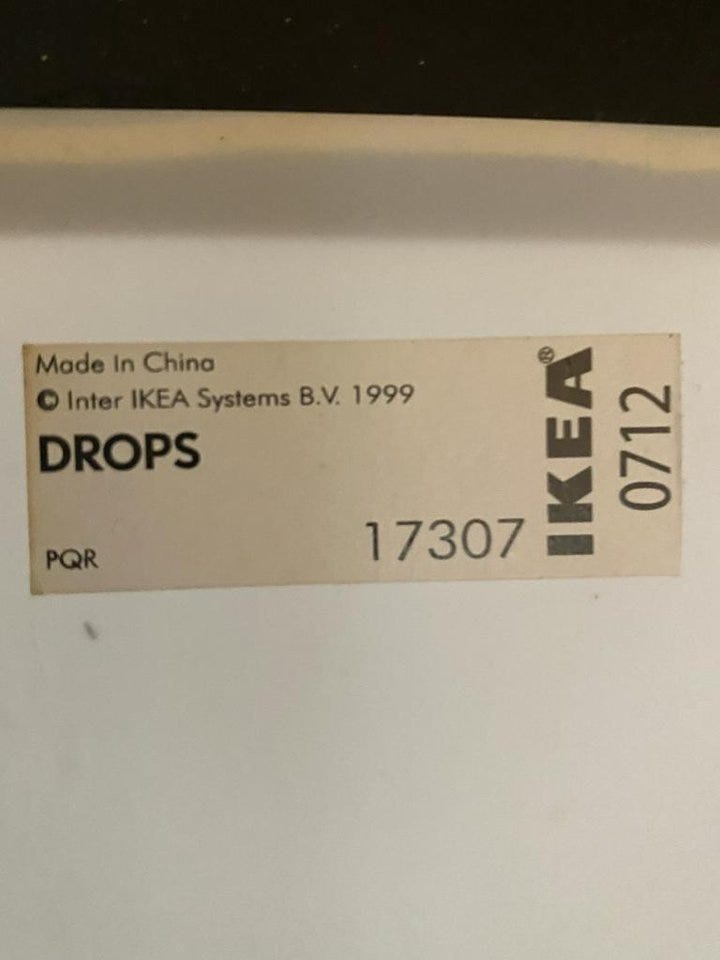 Made In China
© Inter IKEA Systems B.V. 1999
DROPS
PQR
17307
IKEA®
0712